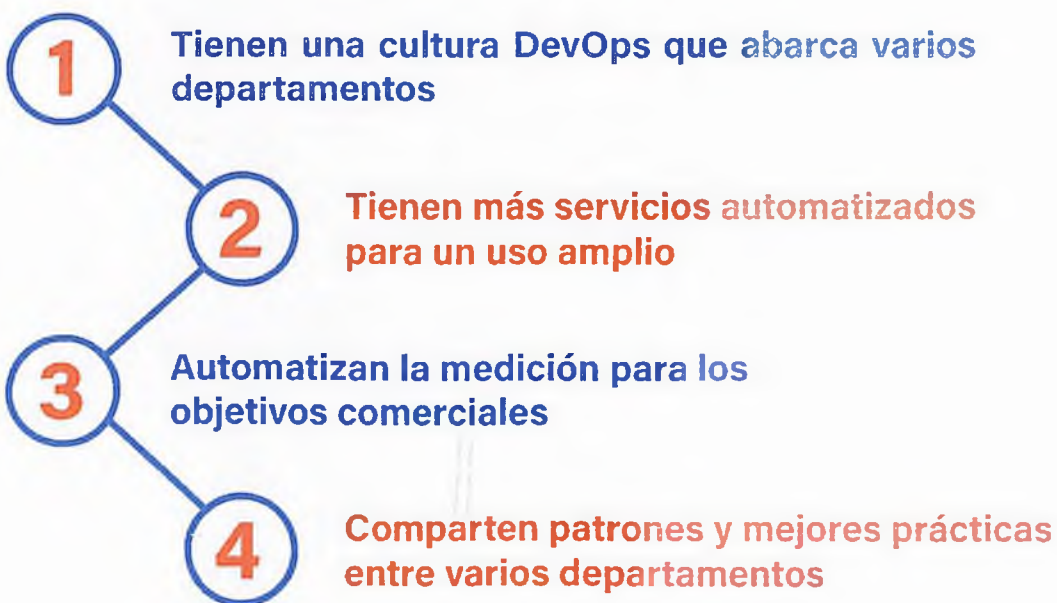 1
Tienen una cultura DevOps que abarca varios
departamentos
2
Tienen más servicios automatizados
para un uso amplio
3
Automatizan la medición para los
objetivos comerciales
4
Comparten patrones y mejores prácticas
entre varios departamentos